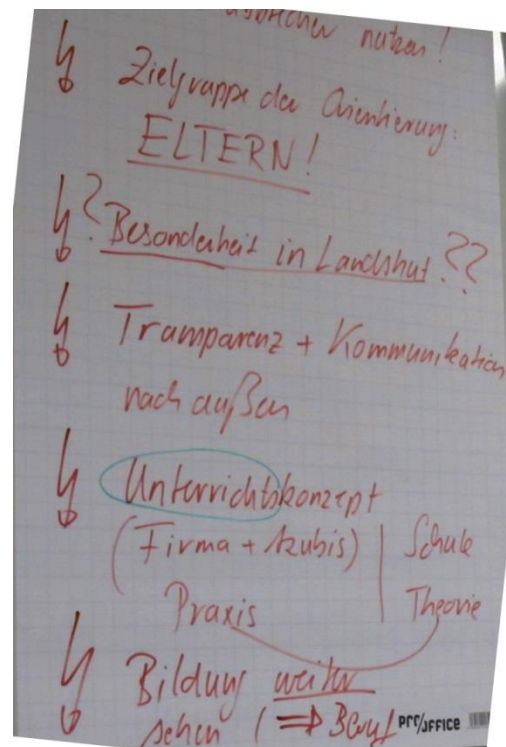 nutzen!
Zielgruppe der Orientierung:
ELTERN!
? Besonderheit in Landshut ??
Transparenz + Kommunikation
nach außen
Unterrichtskonzept
(Firma + Azubis) | Schule
Praxis | Theorie
Bildung weiter
sehen (⇒ Beruf
PRO/OFFICE